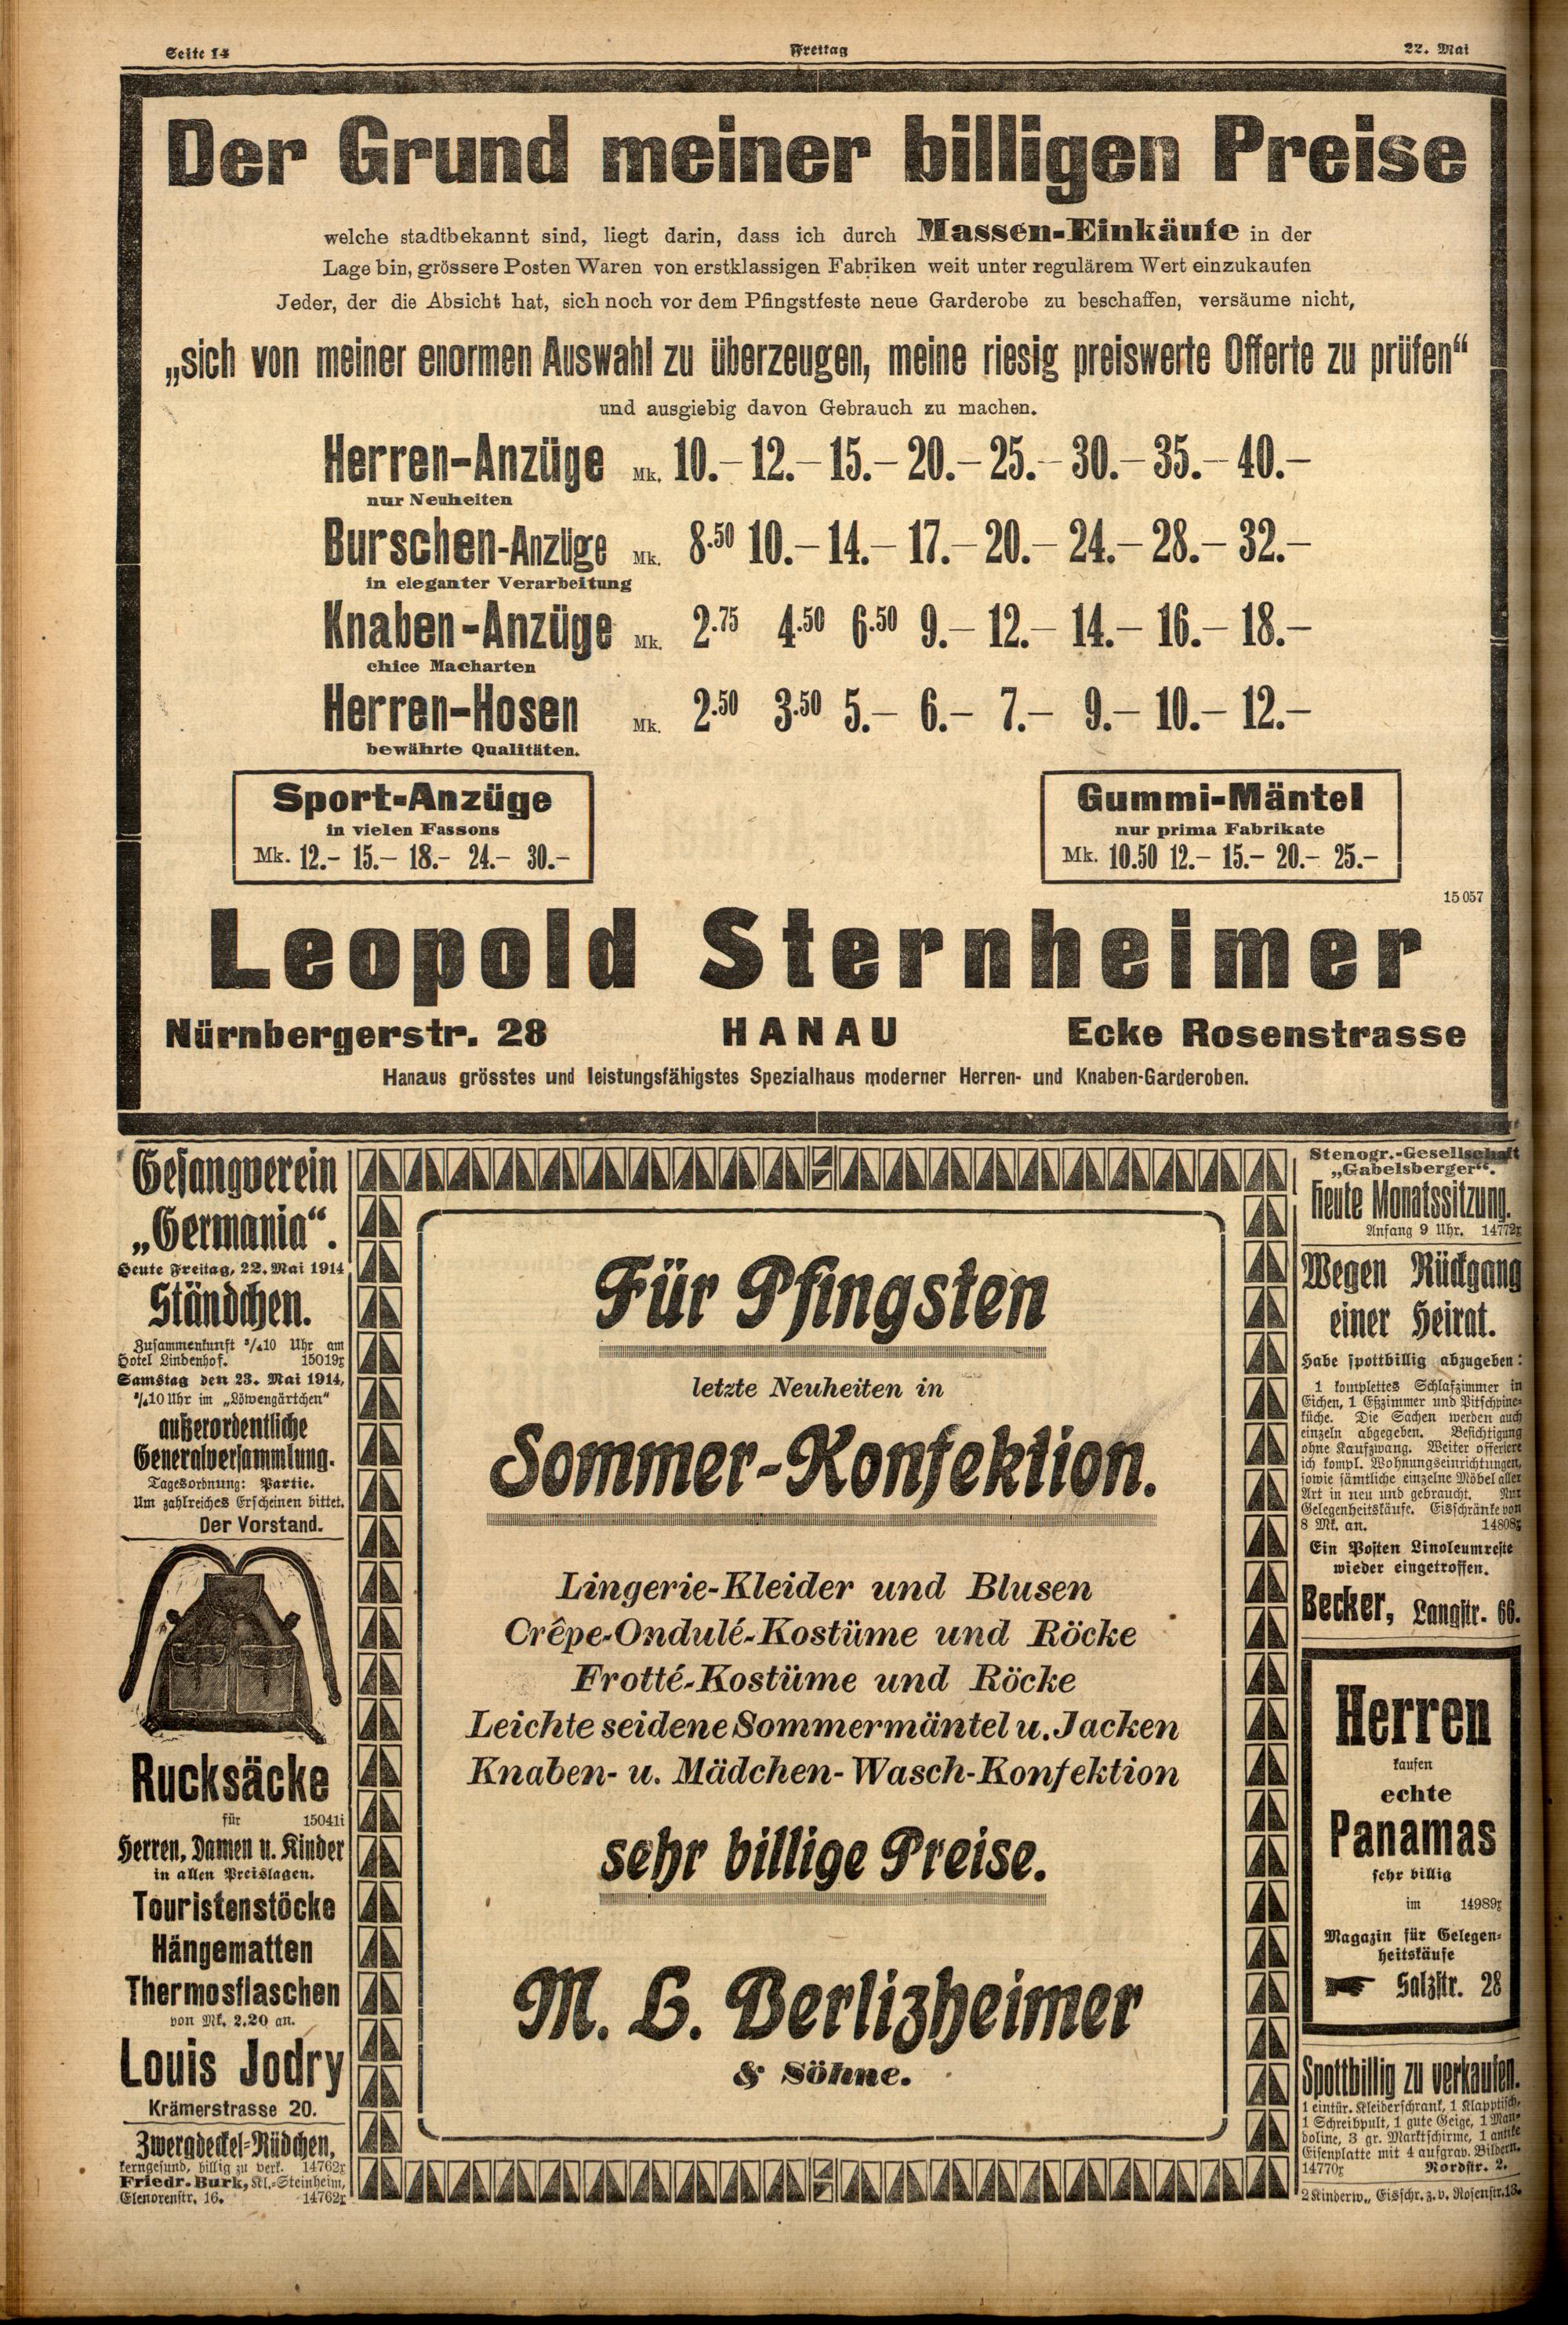 Seite 14
Freitag
22. Mai
Der Grund meiner billigen Preise
welche stadtbekannt sind, liegt darin, dass ich durch Massen-Einkäufe in der
Lage bin, grössere Posten Waren von erstklassigen Fabriken weit unter regulärem Wert einzukaufen
Jeder, der die Absicht hat, sich noch vor dem Pfingstfeste neue Garderobe zu beschaffen, versäume nicht,
„sich von meiner enormen Auswahl zu überzeugen, meine riesig preiswerte Offerte zu prüfen“
und ausgiebig davon Gebrauch zu machen.
Herren-Anzüge Mk. 10.– 12.– 15.– 20.– 25.– 30.– 35.– 40.–
nur Neuheiten
Burschen-Anzüge Mk. 8.50 10.– 14.– 17.– 20.– 24.– 28.– 32.–
in eleganter Verarbeitung
Knaben-Anzüge Mk. 2.75 4.50 6.50 9.– 12.– 14.– 16.– 18.–
chice Macharten
Herren-Hosen Mk. 2.50 3.50 5.– 6.– 7.– 9.– 10.– 12.–
bewährte Qualitäten.
Sport-Anzüge
in vielen Fassons
Mk. 12.– 15.– 18.– 24.– 30.–
Gummi-Mäntel
nur prima Fabrikate
Mk. 10.50 12.– 15.– 20.– 25.–
15057
Leopold Sternheimer
Nürnbergerstr. 28 HANAU Ecke Rosenstrasse
Hanaus grösstes und leistungsfähigstes Spezialhaus moderner Herren- und Knaben-Garderoben.
Gesangverein
„Germania“.
Heute Freitag, 22. Mai 1914
Ständchen.
Zusammenkunft ³/₄10 Uhr am
Hotel Lindenhof. 15019x
Samstag den 23. Mai 1914,
³/₄10 Uhr im „Löwengärtchen“
außerordentliche
Generalversammlung.
Tagesordnung: Partie.
Um zahlreiches Erscheinen bittet.
Der Vorstand.
Rucksäcke
für 15041i
Herren, Damen u. Kinder
in allen Preislagen.
Touristenstöcke
Hängematten
Thermosflaschen
von Mk. 2.20 an.
Louis Jodry
Krämerstrasse 20.
Zwergdeckel-Rüdchen,
kerngesund, billig zu verk. 14762x
Friedr. Burk, Kl.-Steinheim,
Elenorenstr. 16. 14762x
Für Pfingsten
letzte Neuheiten in
Sommer-Konfektion.
Lingerie-Kleider und Blusen
Crêpe-Ondulé-Kostüme und Röcke
Frotté-Kostüme und Röcke
Leichte seidene Sommermäntel u. Jacken
Knaben- u. Mädchen-Wasch-Konfektion
sehr billige Preise.
M. L. Berlizheimer
& Söhne.
Stenogr.-Gesellschaft
„Gabelsberger“.
Heute Monatssitzung.
Anfang 9 Uhr. 14772x
Wegen Rückgang
einer Heirat.
Habe spottbillig abzugeben:
1 komplettes Schlafzimmer in
Eichen, 1 Eßzimmer und Pitschpine-
küche. Die Sachen werden auch
einzeln abgegeben. Besichtigung
ohne Kaufzwang. Weiter offeriere
ich kompl. Wohnungseinrichtungen,
sowie sämtliche einzelne Möbel aller
Art in neu und gebraucht. Nur
Gelegenheitskäufe. Eisschränke von
8 Mk. an. 14808x
Ein Posten Linoleumreste
wieder eingetroffen.
Becker, Langstr. 66.
Herren
kaufen
echte
Panamas
sehr billig
im 14989x
Magazin für Gelegen-
heitskäufe
Salzstr. 28
Spottbillig zu verkaufen.
1 eintür. Kleiderschrank, 1 Klapptisch,
1 Schreibpult, 1 gute Geige, 1 Man-
doline, 3 gr. Marktschirme, 1 antike
Eisenplatte mit 4 aufgrav. Bildern.
14770x Nordstr. 2.
2 Kinderw., Eisschr. z. v. Rosenstr. 13.